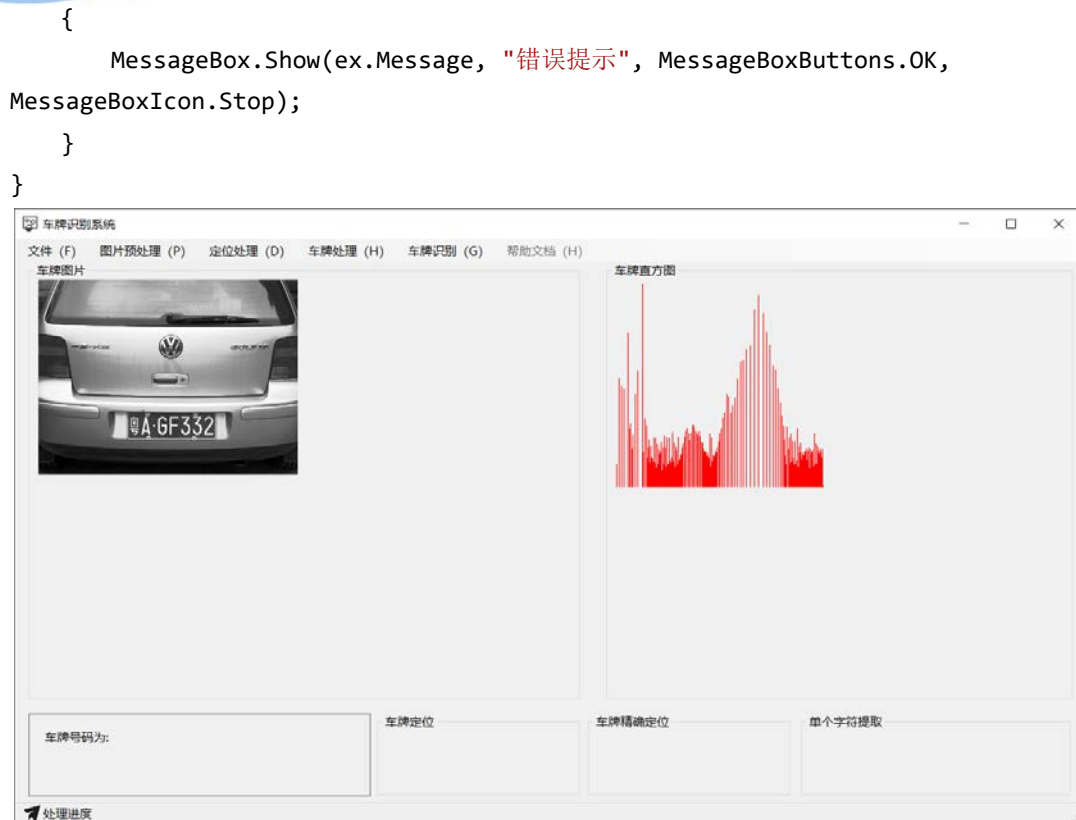 {
MessageBox.Show(ex.Message, "错误提示", MessageBoxButtons.OK,
MessageBoxIcon.Stop);
}
}
车牌识别系统
文件 (F) 图片预处理 (P) 定位处理 (D) 车牌处理 (H) 车牌识别 (G) 帮助文档 (H)
车牌图片
车牌直方图
粤A·GF332
车牌号码为:
车牌定位
车牌精确定位
单个字符提取
处理进度